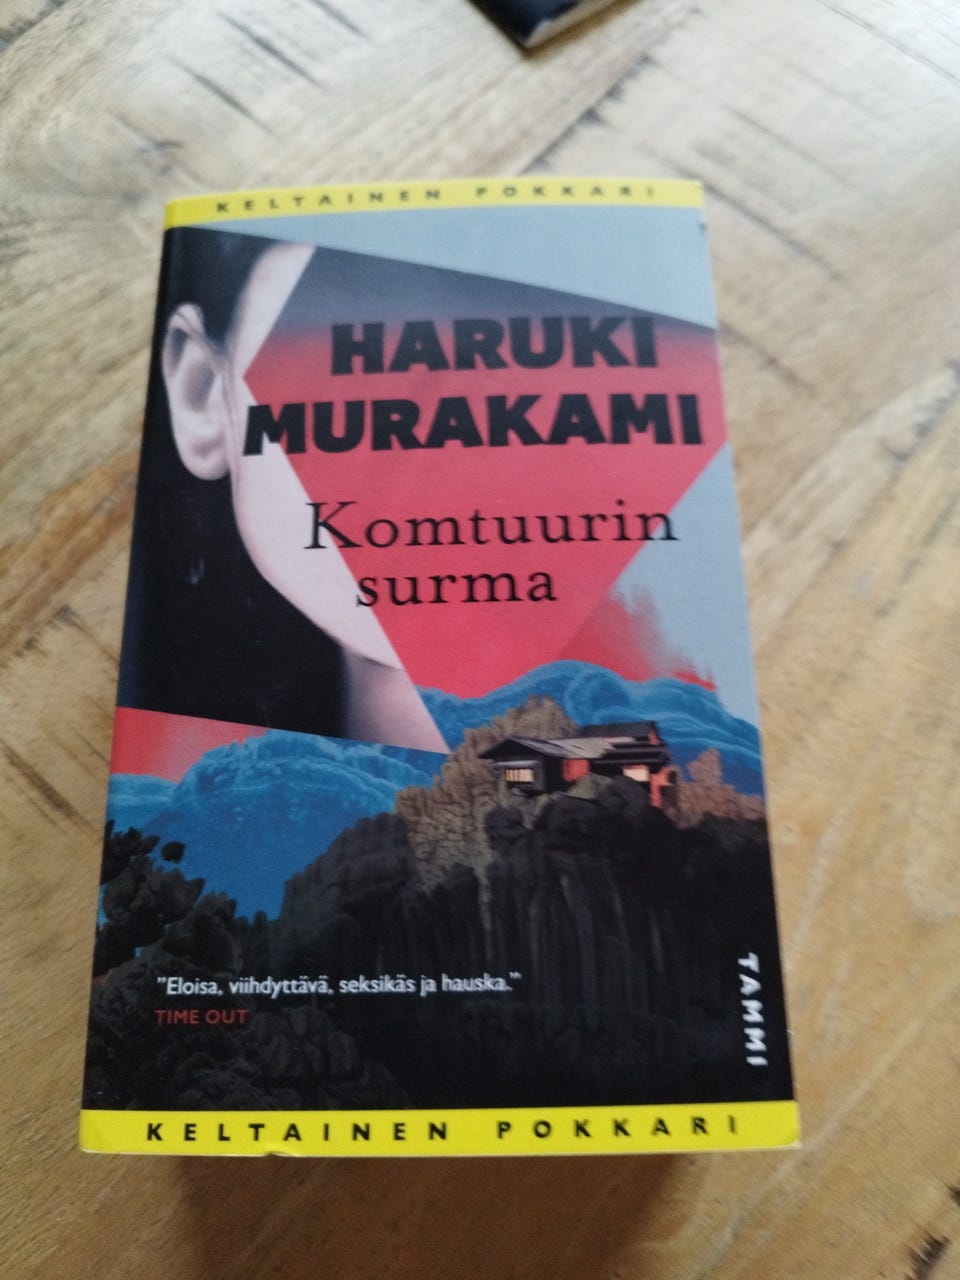 KELTAINEN POKKARI
HARUKI
MURAKAMI
Komtuurin
surma
"Eloisa, viihdyttävä, seksikäs ja hauska."
TIME OUT
TAMMI
KELTAINEN POKKARI